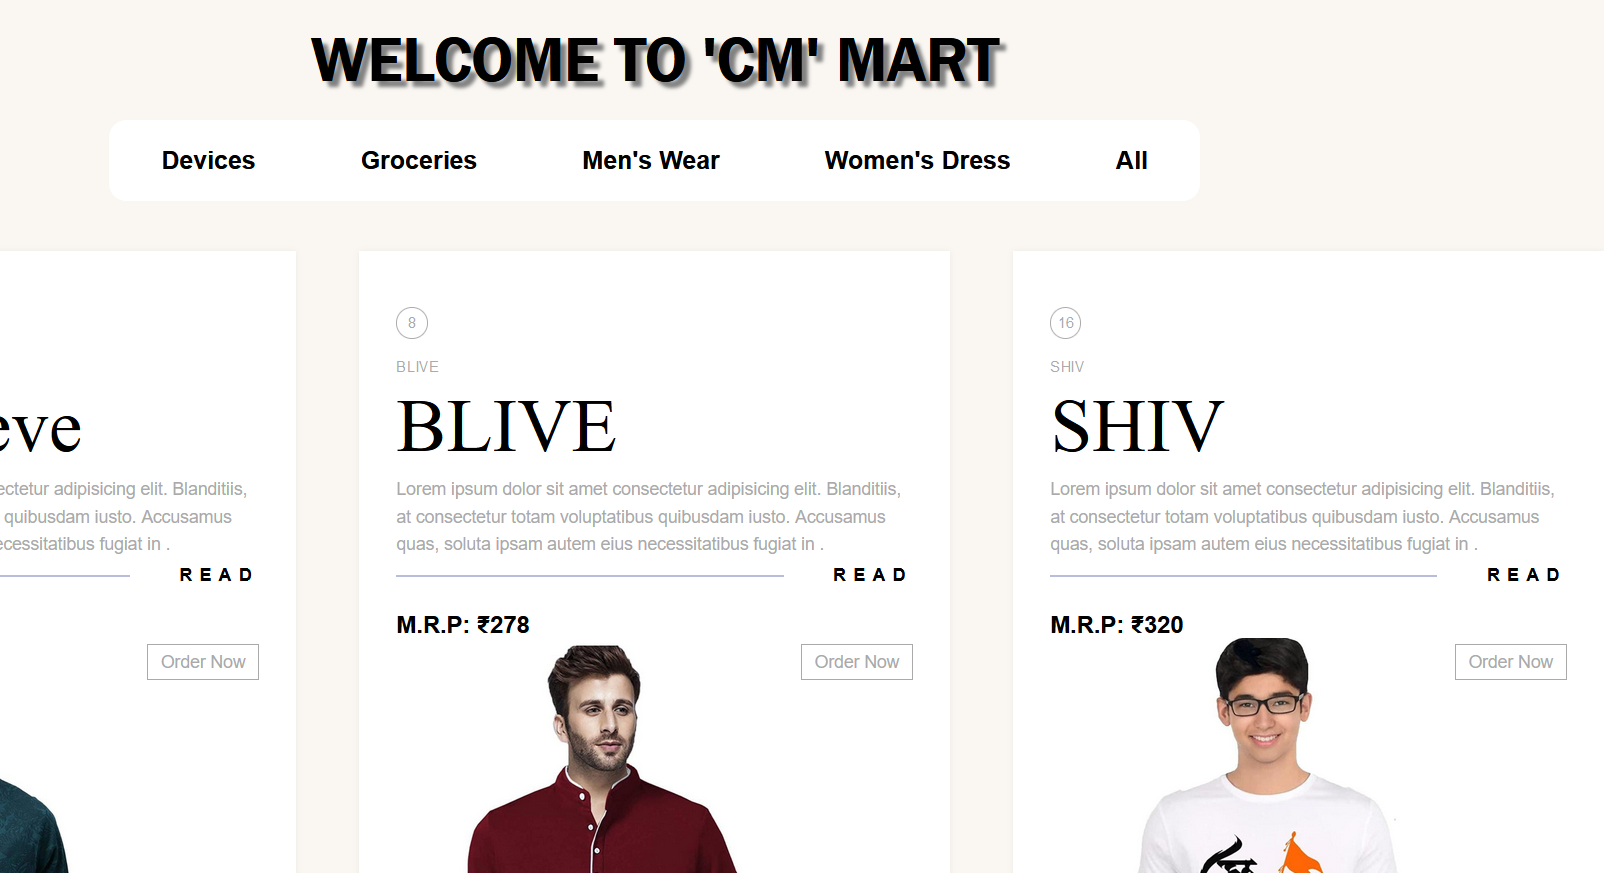 WELCOME TO 'CM' MART
Devices Groceries Men's Wear Women's Dress All
eve
ectetur adipisicing elit. Blanditiis,
quibusdam iusto. Accusamus
ecessitatibus fugiat in .
READ
Order Now
8
BLIVE
BLIVE
Lorem ipsum dolor sit amet consectetur adipisicing elit. Blanditiis,
at consectetur totam voluptatibus quibusdam iusto. Accusamus
quas, soluta ipsam autem eius necessitatibus fugiat in .
READ
M.R.P: ₹278
Order Now
16
SHIV
SHIV
Lorem ipsum dolor sit amet consectetur adipisicing elit. Blanditiis,
at consectetur totam voluptatibus quibusdam iusto. Accusamus
quas, soluta ipsam autem eius necessitatibus fugiat in .
READ
M.R.P: ₹320
Order Now